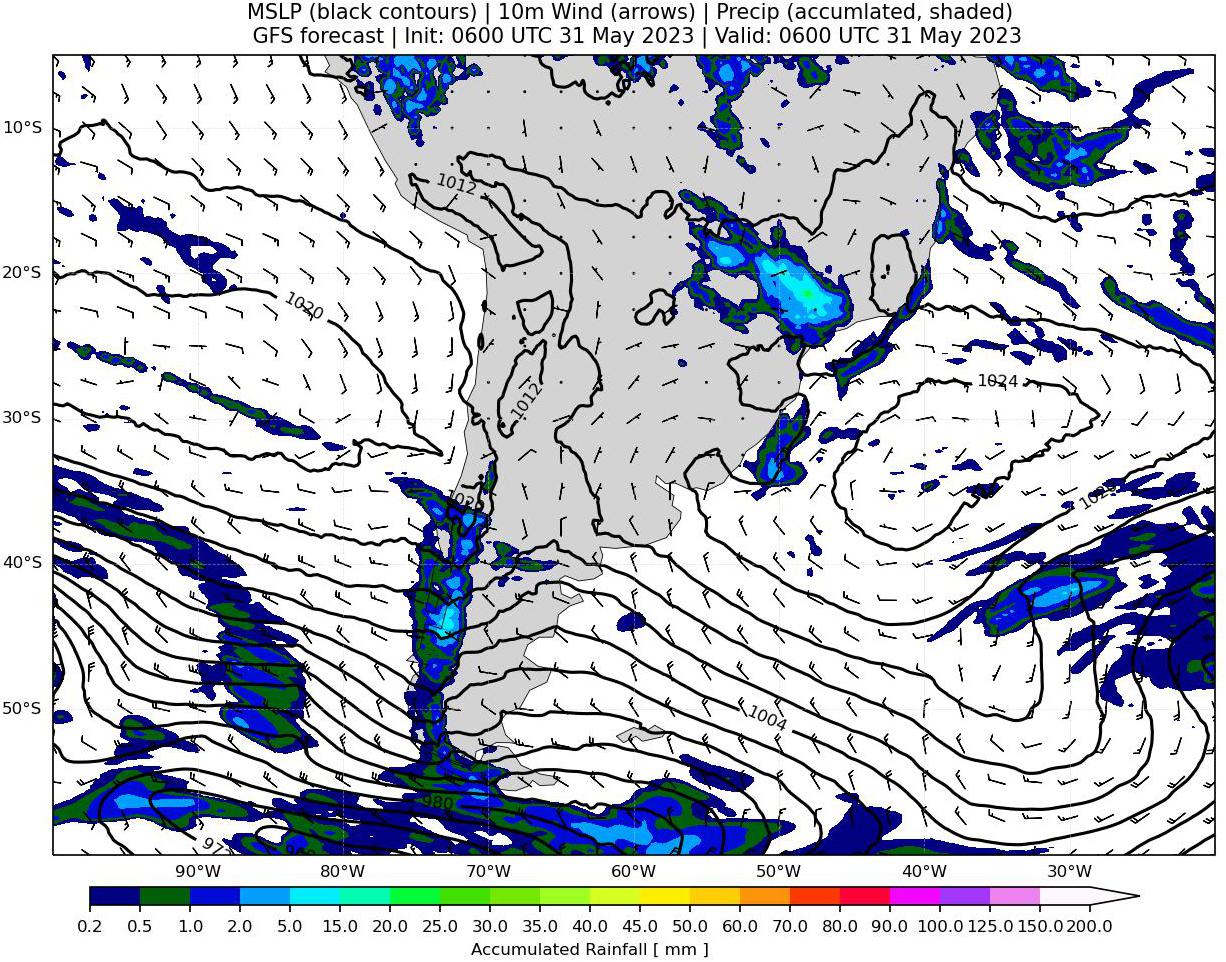 MSLP (black contours) | 10m Wind (arrows) | Precip (accumlated, shaded)
GFS forecast | Init: 0600 UTC 31 May 2023 | Valid: 0600 UTC 31 May 2023
10°S
1012
20°S
1020
1024
1012
30°S
40°S
50°S
1004
980
90°W 80°W 70°W 60°W 50°W 40°W 30°W
0.2 0.5 1.0 2.0 5.0 10.0 15.0 20.0 25.0 30.0 35.0 40.0 45.0 50.0 60.0 70.0 80.0 90.0 100.0 125.0 150.0 200.0
Accumulated Rainfall [ mm ]